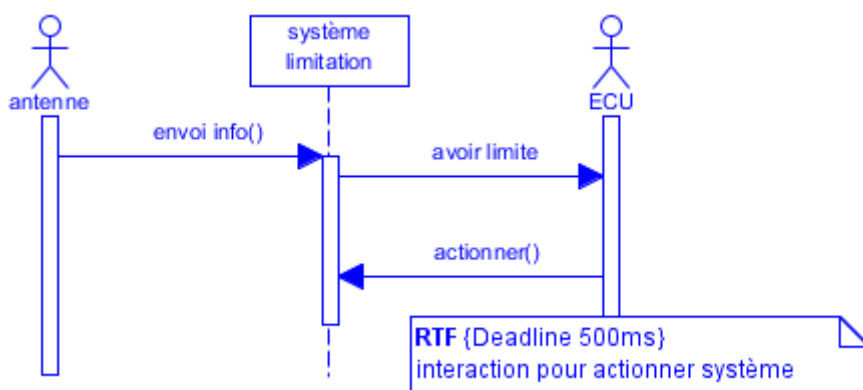 système
limitation
antenne
ECU
envoi info()
avoir limite
actionner()
RTF {Deadline 500ms}
interaction pour actionner système